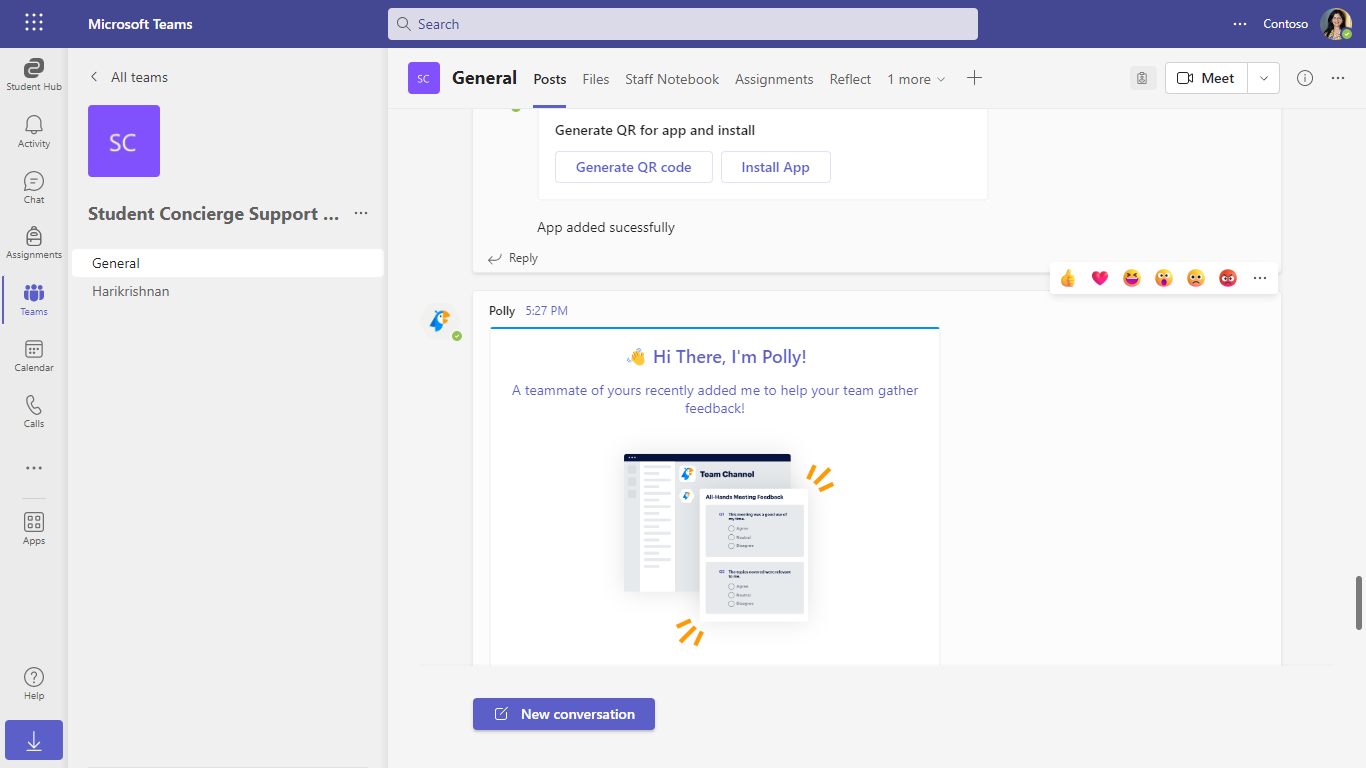 Microsoft Teams
Search
Contoso
Student Hub
Activity
Chat
Assignments
Teams
Calendar
Calls
Apps
Help
All teams
SC
Student Concierge Support ...
General
Harikrishnan
SC
General
Posts
Files
Staff Notebook
Assignments
Reflect
1 more
Meet
Generate QR for app and install
Generate QR code
Install App
App added sucessfully
Reply
Polly 5:27 PM
Hi There, I'm Polly!
A teammate of yours recently added me to help your team gather
feedback!
Team Channel
All-Hands Meeting Feedback
Q1 This meeting was a good use of
my time.
Agree
Neutral
Disagree
Q2 The topics covered were relevant
to me.
Agree
Neutral
Disagree
New conversation